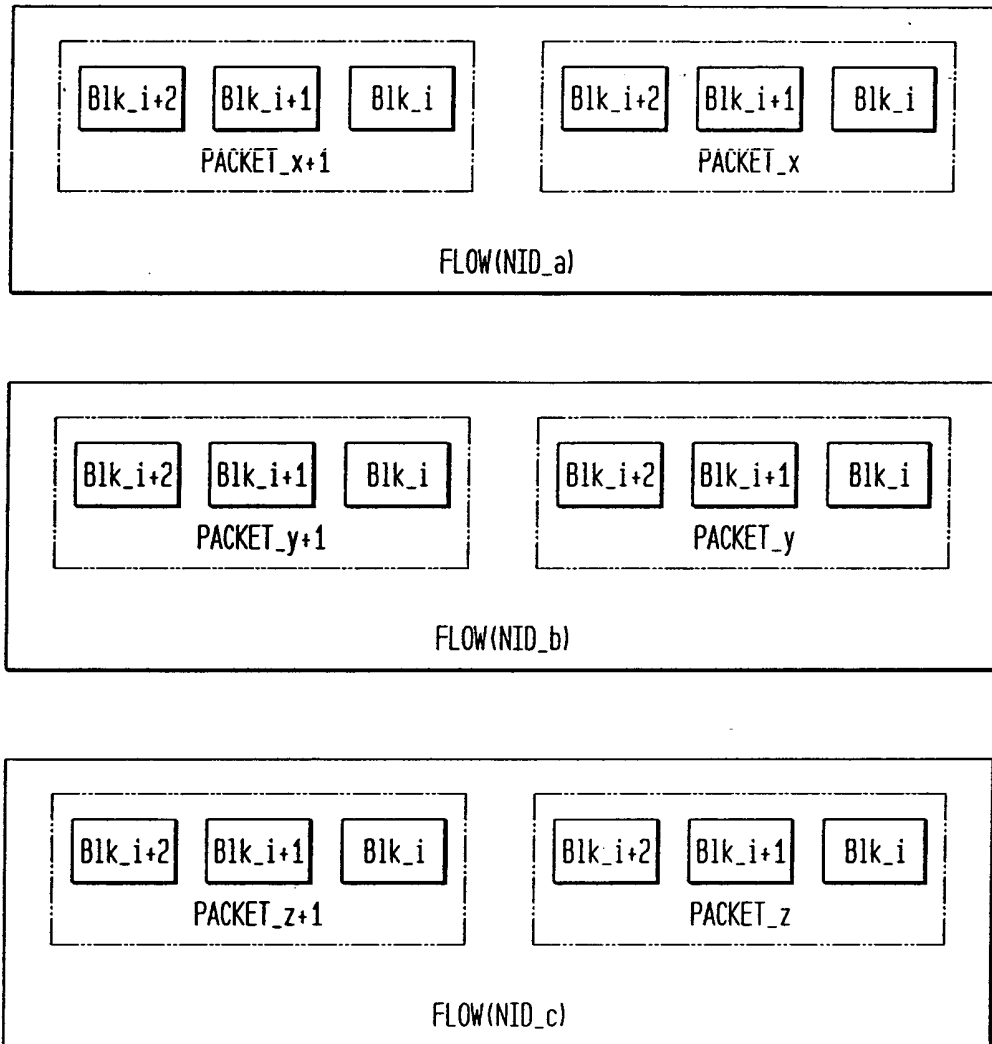 Blk_i+2 Blk_i+1 Blk_i Blk_i+2 Blk_i+1 Blk_i
PACKET_x+1 PACKET_x
FLOW(NID_a)
Blk_i+2 Blk_i+1 Blk_i Blk_i+2 Blk_i+1 Blk_i
PACKET_y+1 PACKET_y
FLOW(NID_b)
Blk_i+2 Blk_i+1 Blk_i Blk_i+2 Blk_i+1 Blk_i
PACKET_z+1 PACKET_z
FLOW(NID_c)